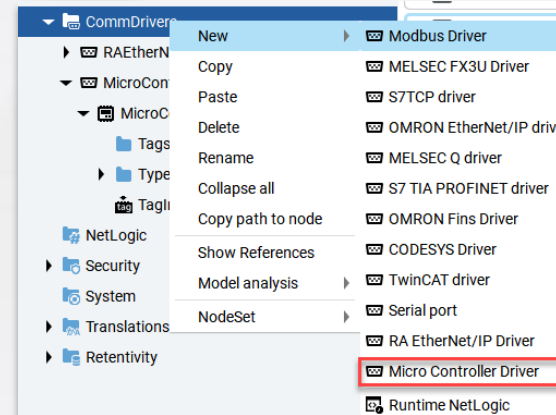 CommDrivers
RAEtherN
MicroCon
MicroC
Tags
Type
TagI
NetLogic
Security
System
Translations
Retentivity
New
Copy
Paste
Delete
Rename
Collapse all
Copy path to node
Show References
Model analysis
NodeSet
Modbus Driver
MELSEC FX3U Driver
S7TCP driver
OMRON EtherNet/IP driv
MELSEC Q driver
S7 TIA PROFINET driver
OMRON Fins Driver
CODESYS Driver
TwinCAT driver
Serial port
RA EtherNet/IP Driver
Micro Controller Driver
Runtime NetLogic